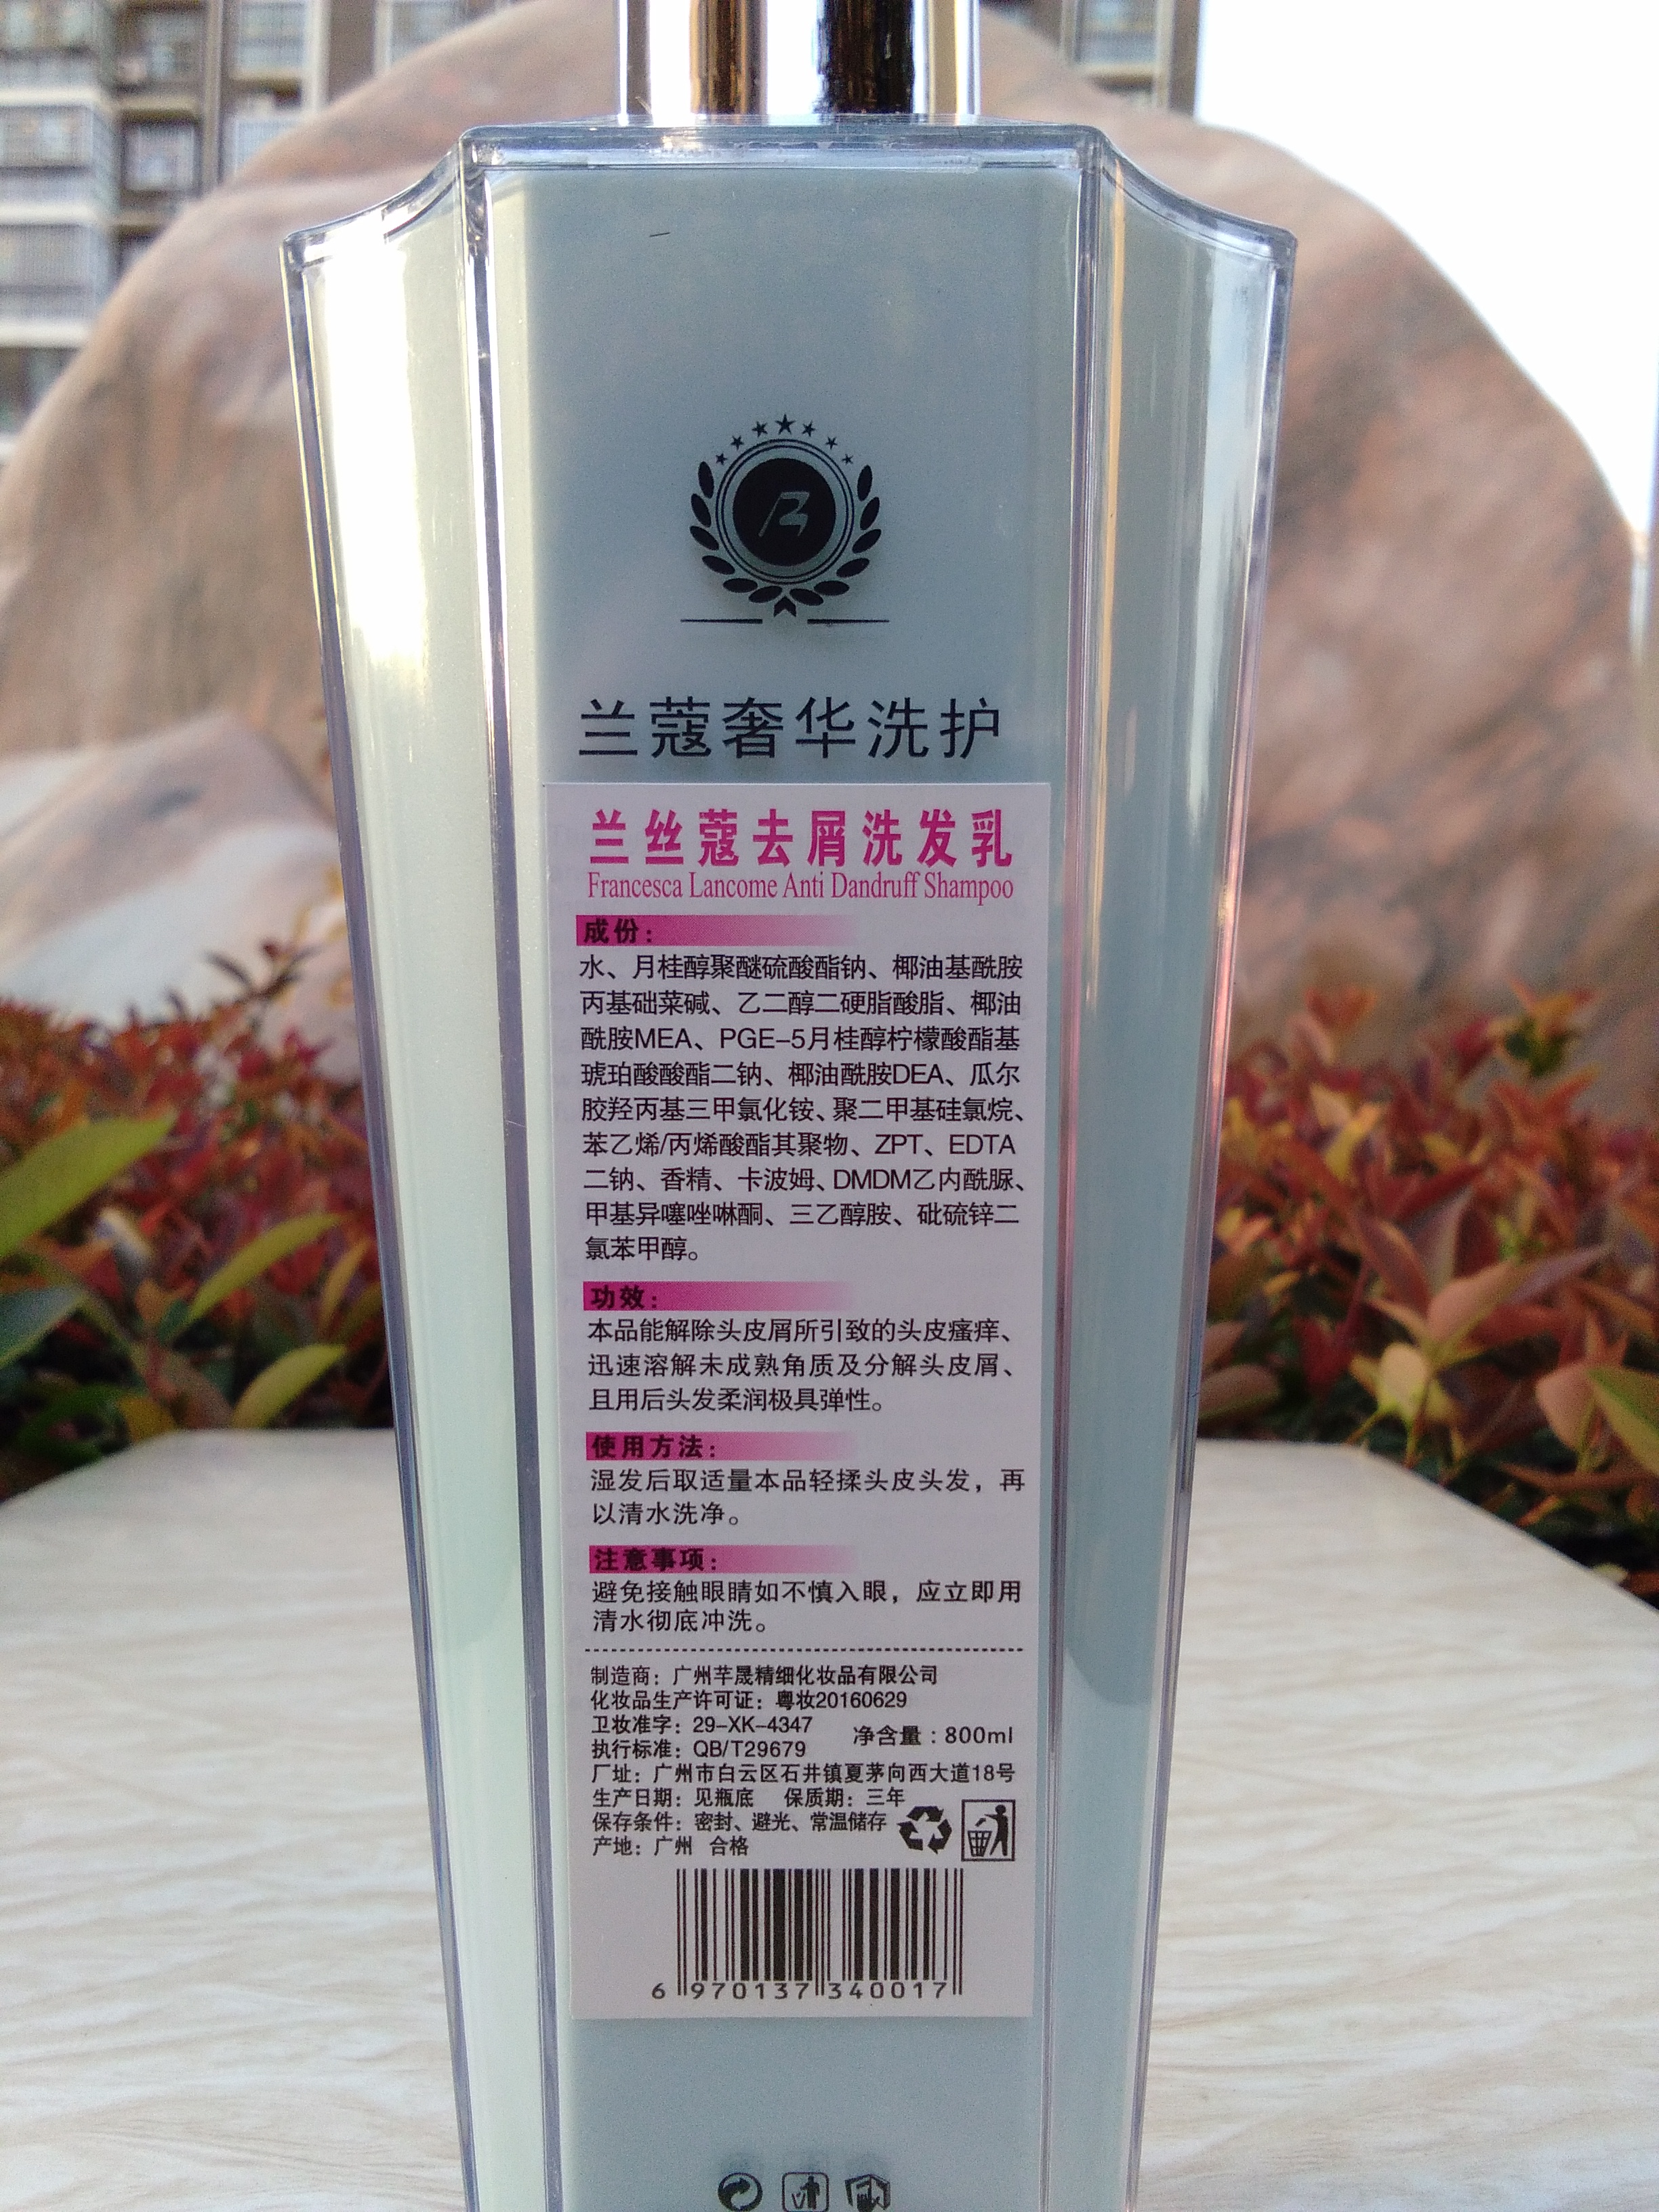 兰蔻奢华洗护
兰丝蔻去屑洗发乳
Francesca Lancome Anti Dandruff Shampoo
成份：
水、月桂醇聚醚硫酸酯钠、椰油基酰胺
丙基础菜碱、乙二醇二硬脂酸脂、椰油
酰胺MEA、PGE-5月桂醇柠檬酸酯基
琥珀酸酸酯二钠、椰油酰胺DEA、瓜尔
胶羟丙基三甲氯化铵、聚二甲基硅氯烷、
苯乙烯/丙烯酸酯其聚物、ZPT、EDTA
二钠、香精、卡波姆、DMDM乙内酰脲、
甲基异噻唑啉酮、三乙醇胺、砒硫锌二
氯苯甲醇。
功效：
本品能解除头皮屑所引致的头皮瘙痒、
迅速溶解未成熟角质及分解头皮屑、
且用后头发柔润极具弹性。
使用方法：
湿发后取适量本品轻揉头皮头发，再
以清水洗净。
注意事项：
避免接触眼睛如不慎入眼，应立即用
清水彻底冲洗。
制造商：广州芊晟精细化妆品有限公司
化妆品生产许可证：粤妆20160629
卫妆准字：29-XK-4347
净含量：800ml
执行标准：QB/T29679
厂址：广州市白云区石井镇夏茅向西大道18号
生产日期：见瓶底 保质期：三年
保存条件：密封、避光、常温储存
产地：广州 合格
6 970137 340017